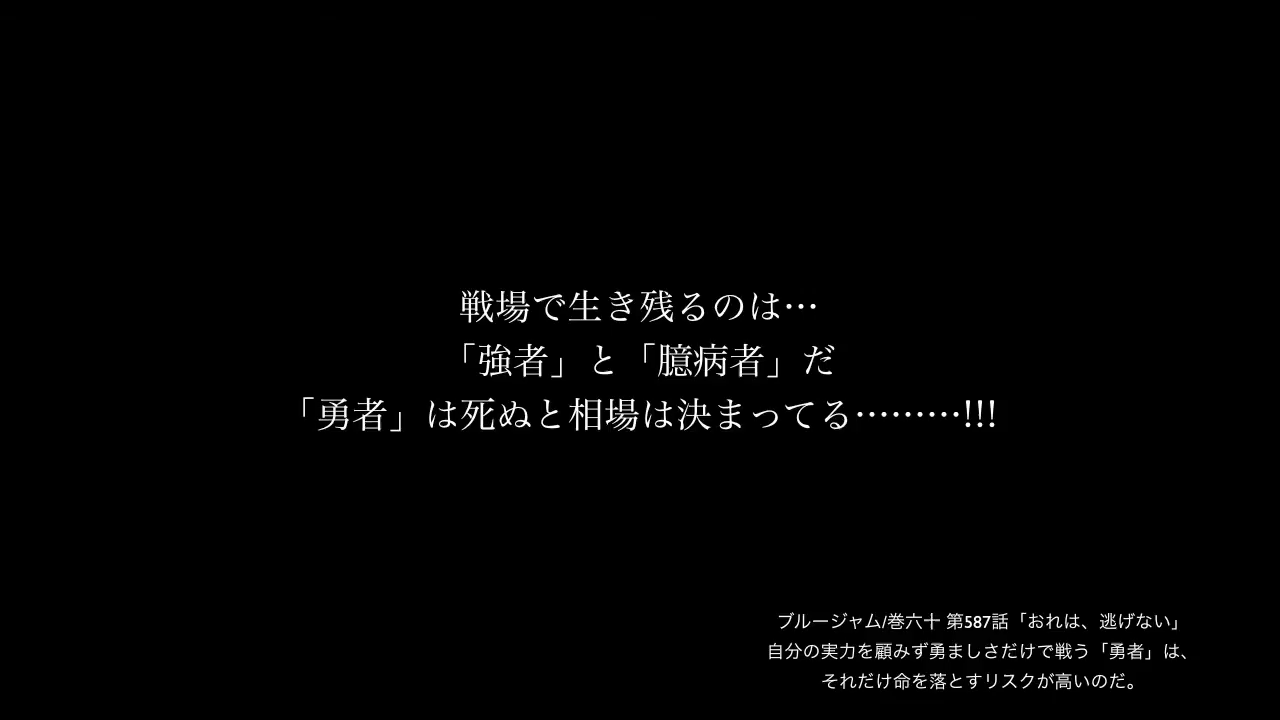 戦場で生き残るのは…
「強者」と「臆病者」だ
「勇者」は死ぬと相場は決まってる………!!!
ブルージャム/巻六十 第587話「おれは、逃げない」
自分の実力を顧みず勇ましさだけで戦う「勇者」は、
それだけ命を落とすリスクが高いのだ。